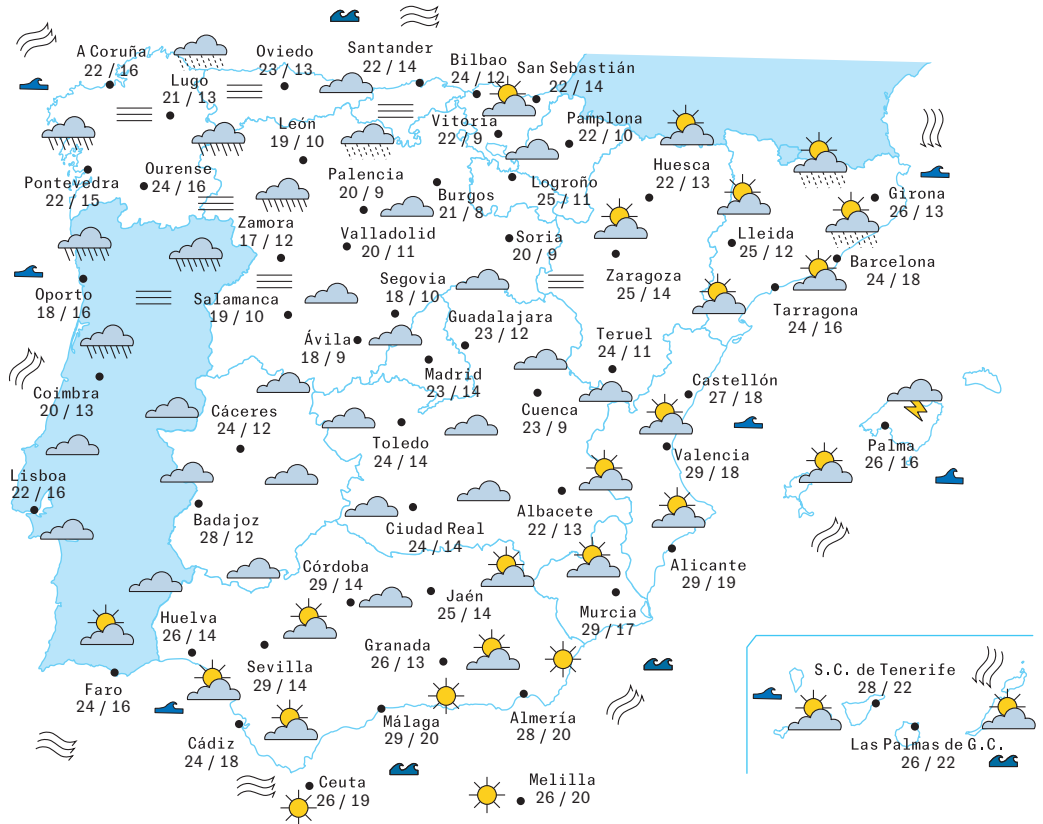 A Coruña
22 / 16
Lugo
21 / 13
Oviedo
23 / 13
Santander
22 / 14
Bilbao
24 / 12
San Sebastián
22 / 14
Vitoria
22 / 9
Pamplona
22 / 10
León
19 / 10
Palencia
20 / 9
Burgos
21 / 8
Logroño
25 / 11
Huesca
22 / 13
Girona
26 / 13
Pontevedra
22 / 15
Ourense
24 / 16
Zamora
17 / 12
Valladolid
20 / 11
Soria
20 / 9
Lleida
25 / 12
Barcelona
24 / 18
Oporto
18 / 16
Salamanca
19 / 10
Segovia
18 / 10
Zaragoza
25 / 14
Tarragona
24 / 16
Guadalajara
23 / 12
Ávila
18 / 9
Teruel
24 / 11
Madrid
23 / 14
Castellón
27 / 18
Coimbra
20 / 13
Cáceres
24 / 12
Toledo
24 / 14
Cuenca
23 / 9
Valencia
29 / 18
Palma
26 / 16
Lisboa
22 / 16
Badajoz
28 / 12
Ciudad Real
24 / 14
Albacete
22 / 13
Alicante
29 / 19
Córdoba
29 / 14
Jaén
25 / 14
Murcia
29 / 17
Huelva
26 / 14
Sevilla
29 / 14
Granada
26 / 13
Faro
24 / 16
Cádiz
24 / 18
Málaga
29 / 20
Almería
28 / 20
Ceuta
26 / 19
Melilla
26 / 20
S.C. de Tenerife
28 / 22
Las Palmas de G.C.
26 / 22